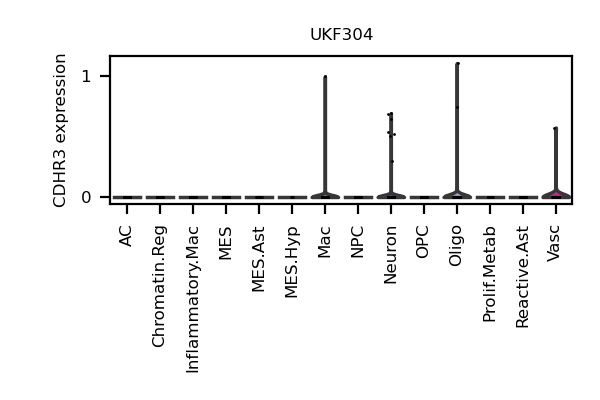 UKF304
CDHR3 expression
1
0
AC
Chromatin.Reg
Inflammatory.Mac
MES
MES.Ast
MES.Hyp
Mac
NPC
Neuron
OPC
Oligo
Prolif.Metab
Reactive.Ast
Vasc